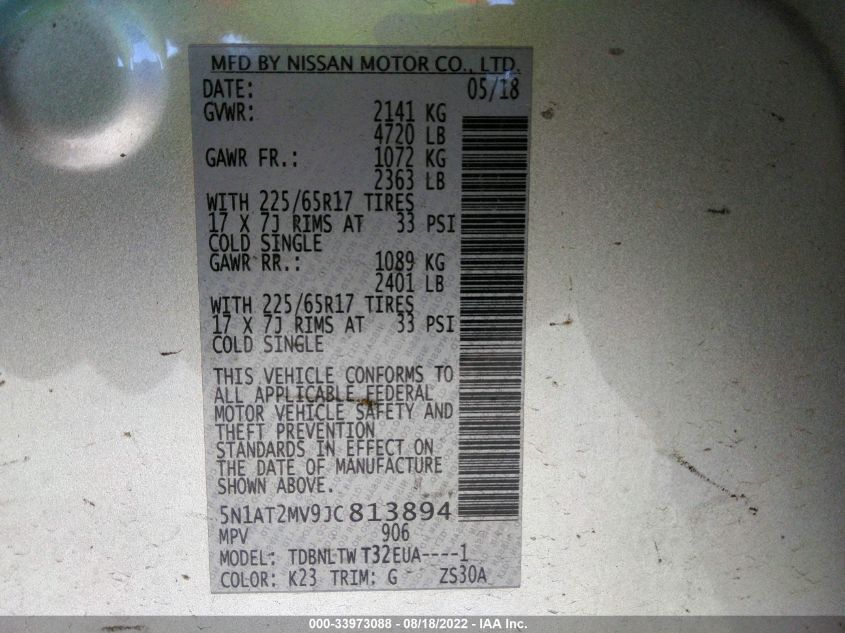 MFD BY NISSAN MOTOR CO., LTD.
DATE: 05/18
GVWR: 2141 KG
4720 LB
GAWR FR.: 1072 KG
2363 LB
WITH 225/65R17 TIRES
17 X 7J RIMS AT 33 PSI
COLD SINGLE
GAWR RR.: 1089 KG
2401 LB
WITH 225/65R17 TIRES
17 X 7J RIMS AT 33 PSI
COLD SINGLE
THIS VEHICLE CONFORMS TO
ALL APPLICABLE FEDERAL
MOTOR VEHICLE SAFETY AND
THEFT PREVENTION
STANDARDS IN EFFECT ON
THE DATE OF MANUFACTURE
SHOWN ABOVE.
5N1AT2MV9JC813894
MPV 906
MODEL: TDBNLTW T32EUA----1
COLOR: K23 TRIM: G ZS30A
000-33973088 - 08/18/2022 - IAA Inc.